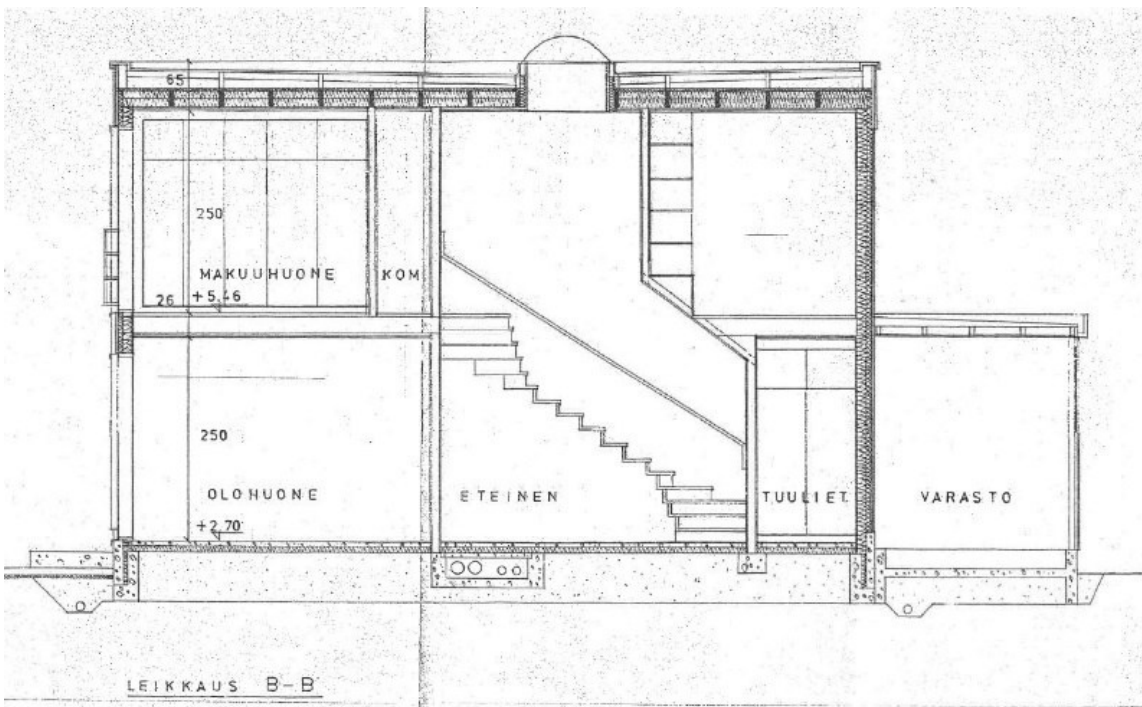 65
250
MAKUUHUONE KOM
26 +5.46
250
OLOHUONE ETEINEN TUULIET. VARASTO
+2.70
LEIKKAUS B-B